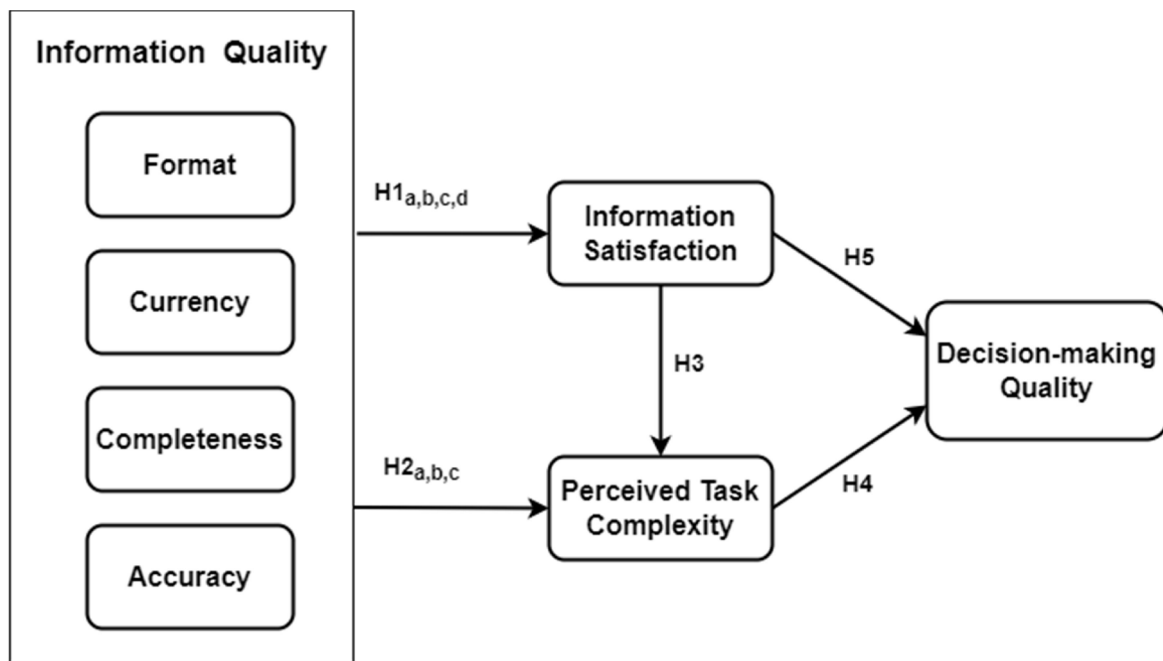 Information Quality
Format
Currency
Completeness
Accuracy
H1a,b,c,d
H2a,b,c
Information
Satisfaction
H3
Perceived Task
Complexity
H5
H4
Decision-making
Quality